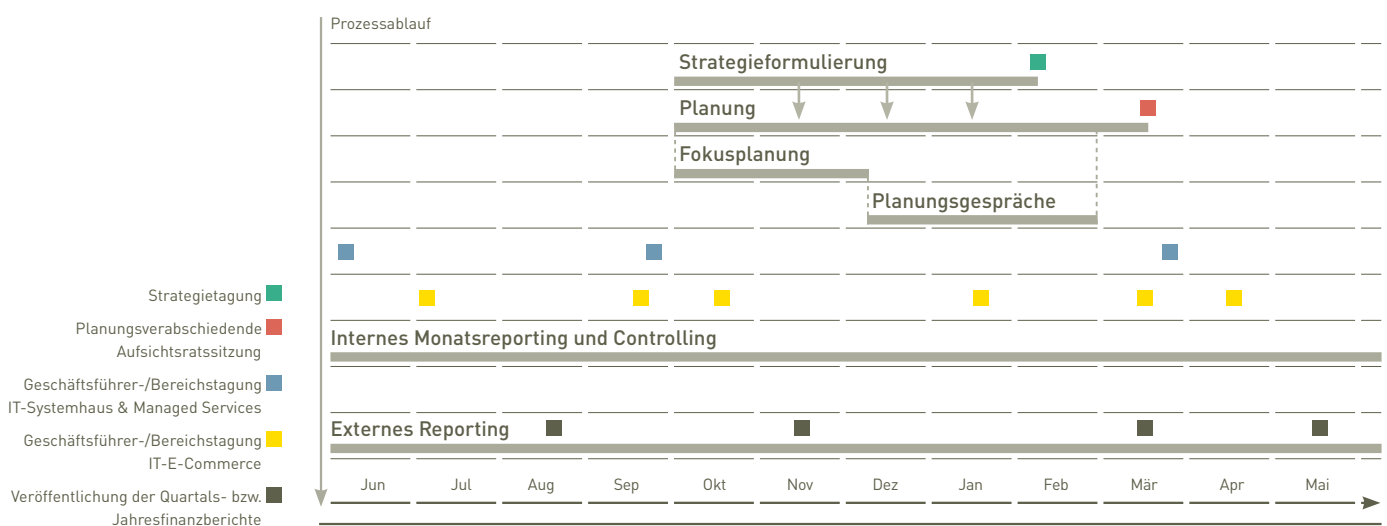 Prozessablauf
Strategieformulierung
Planung
Fokusplanung
Planungsgespräche
Strategietagung
Planungsverabschiedende
Aufsichtsratssitzung
Geschäftsführer-/Bereichstagung
IT-Systemhaus & Managed Services
Geschäftsführer-/Bereichstagung
IT-E-Commerce
Veröffentlichung der Quartals- bzw.
Jahresfinanzberichte
Internes Monatsreporting und Controlling
Externes Reporting
Jun Jul Aug Sep Okt Nov Dez Jan Feb Mär Apr Mai